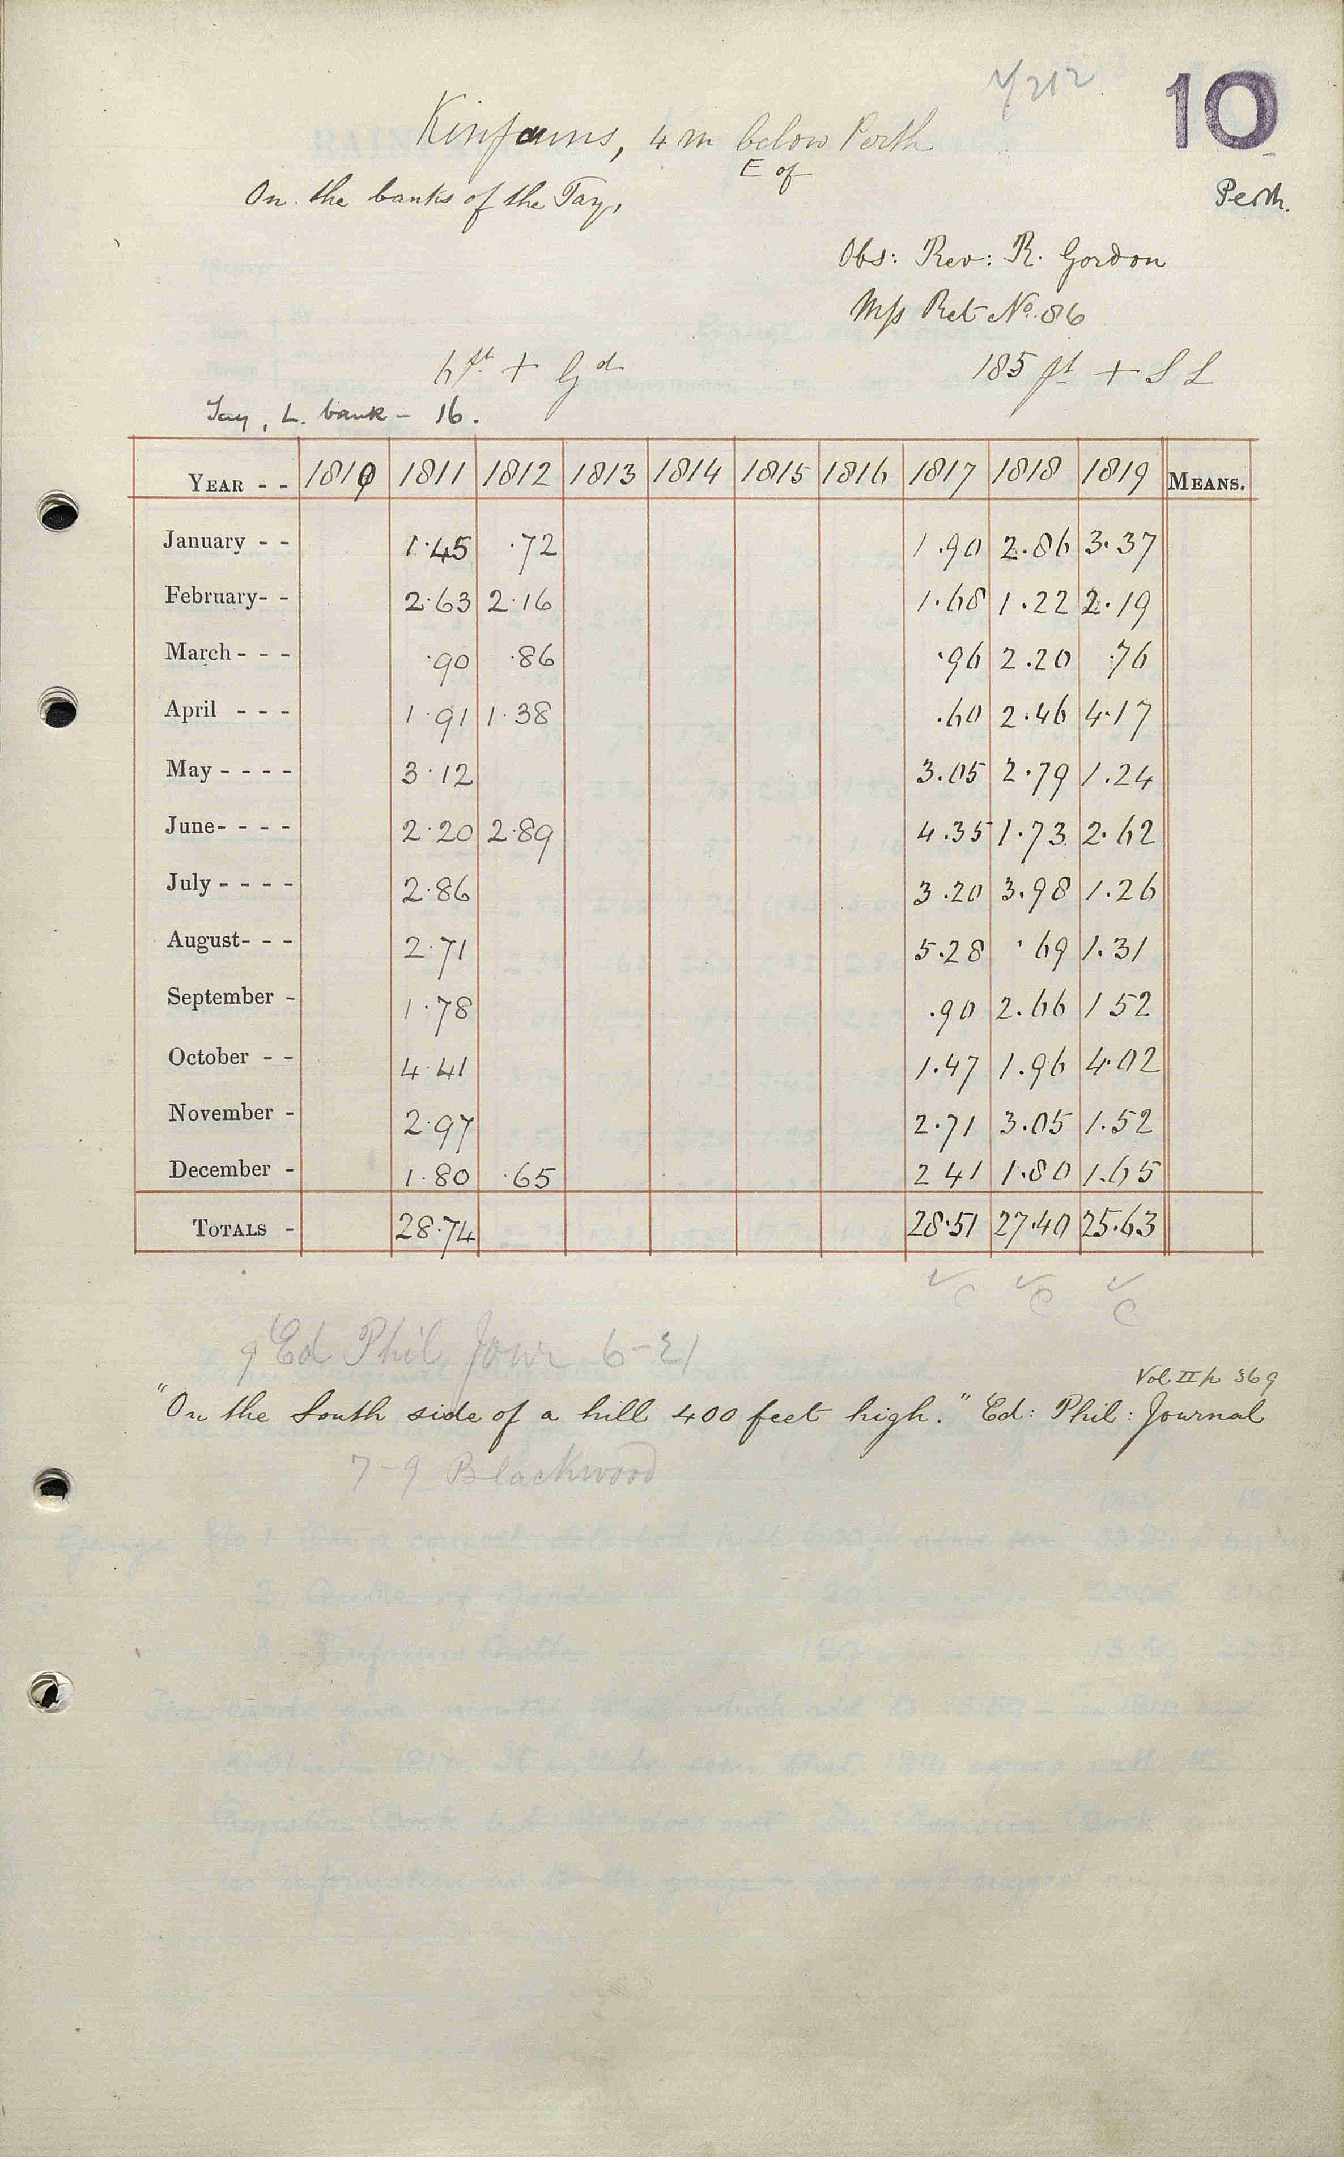 10
Kinfauns, 4 m below Perth
E of
Perth.
On the banks of the Tay,
Obs: Rev: R. Gordon
Mss Ret No. 86
ft + Gd
185 ft + S L
Tay, L. bank - 16.
YEAR - - 1810 1811 1812 1813 1814 1815 1816 1817 1818 1819 MEANS.
January - - 1.45 .72 1.90 2.86 3.37
February- - 2.63 2.16 1.68 1.22 2.19
March - - - .90 .86 .96 2.20 .76
April - - - 1.91 1.38 .60 2.46 4.17
May - - - - 3.12 3.05 2.79 1.24
June- - - - 2.20 2.89 4.35 1.73 2.62
July - - - - 2.86 3.20 3.98 1.26
August- - - 2.71 5.28 .69 1.31
September - 1.78 .90 2.66 1 52
October - - 4.41 1.47 1.96 4.02
November - 2.97 2.71 3.05 1.52
December - 1.80 .65 2 41 1.80 1.65
TOTALS - 28.74 28.51 27.40 25.63
C C C
Ed Phil Jour 6-21
Vol. II p 369
"On the South side of a hill 400 feet high." Ed: Phil: Journal
7-9 Blackwood